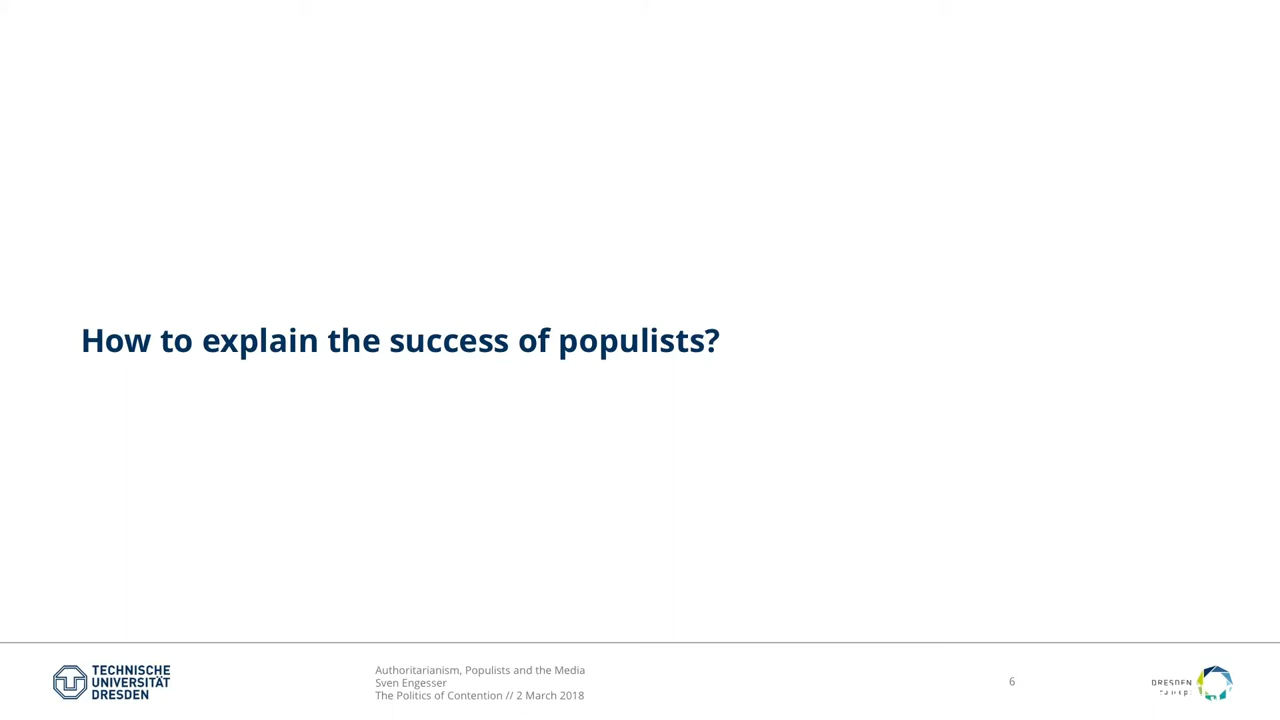 How to explain the success of populists?
TECHNISCHE
UNIVERSITÄT
DRESDEN
Authoritarianism, Populists and the Media
Sven Engesser
The Politics of Contention // 2 March 2018
6
DRESDEN